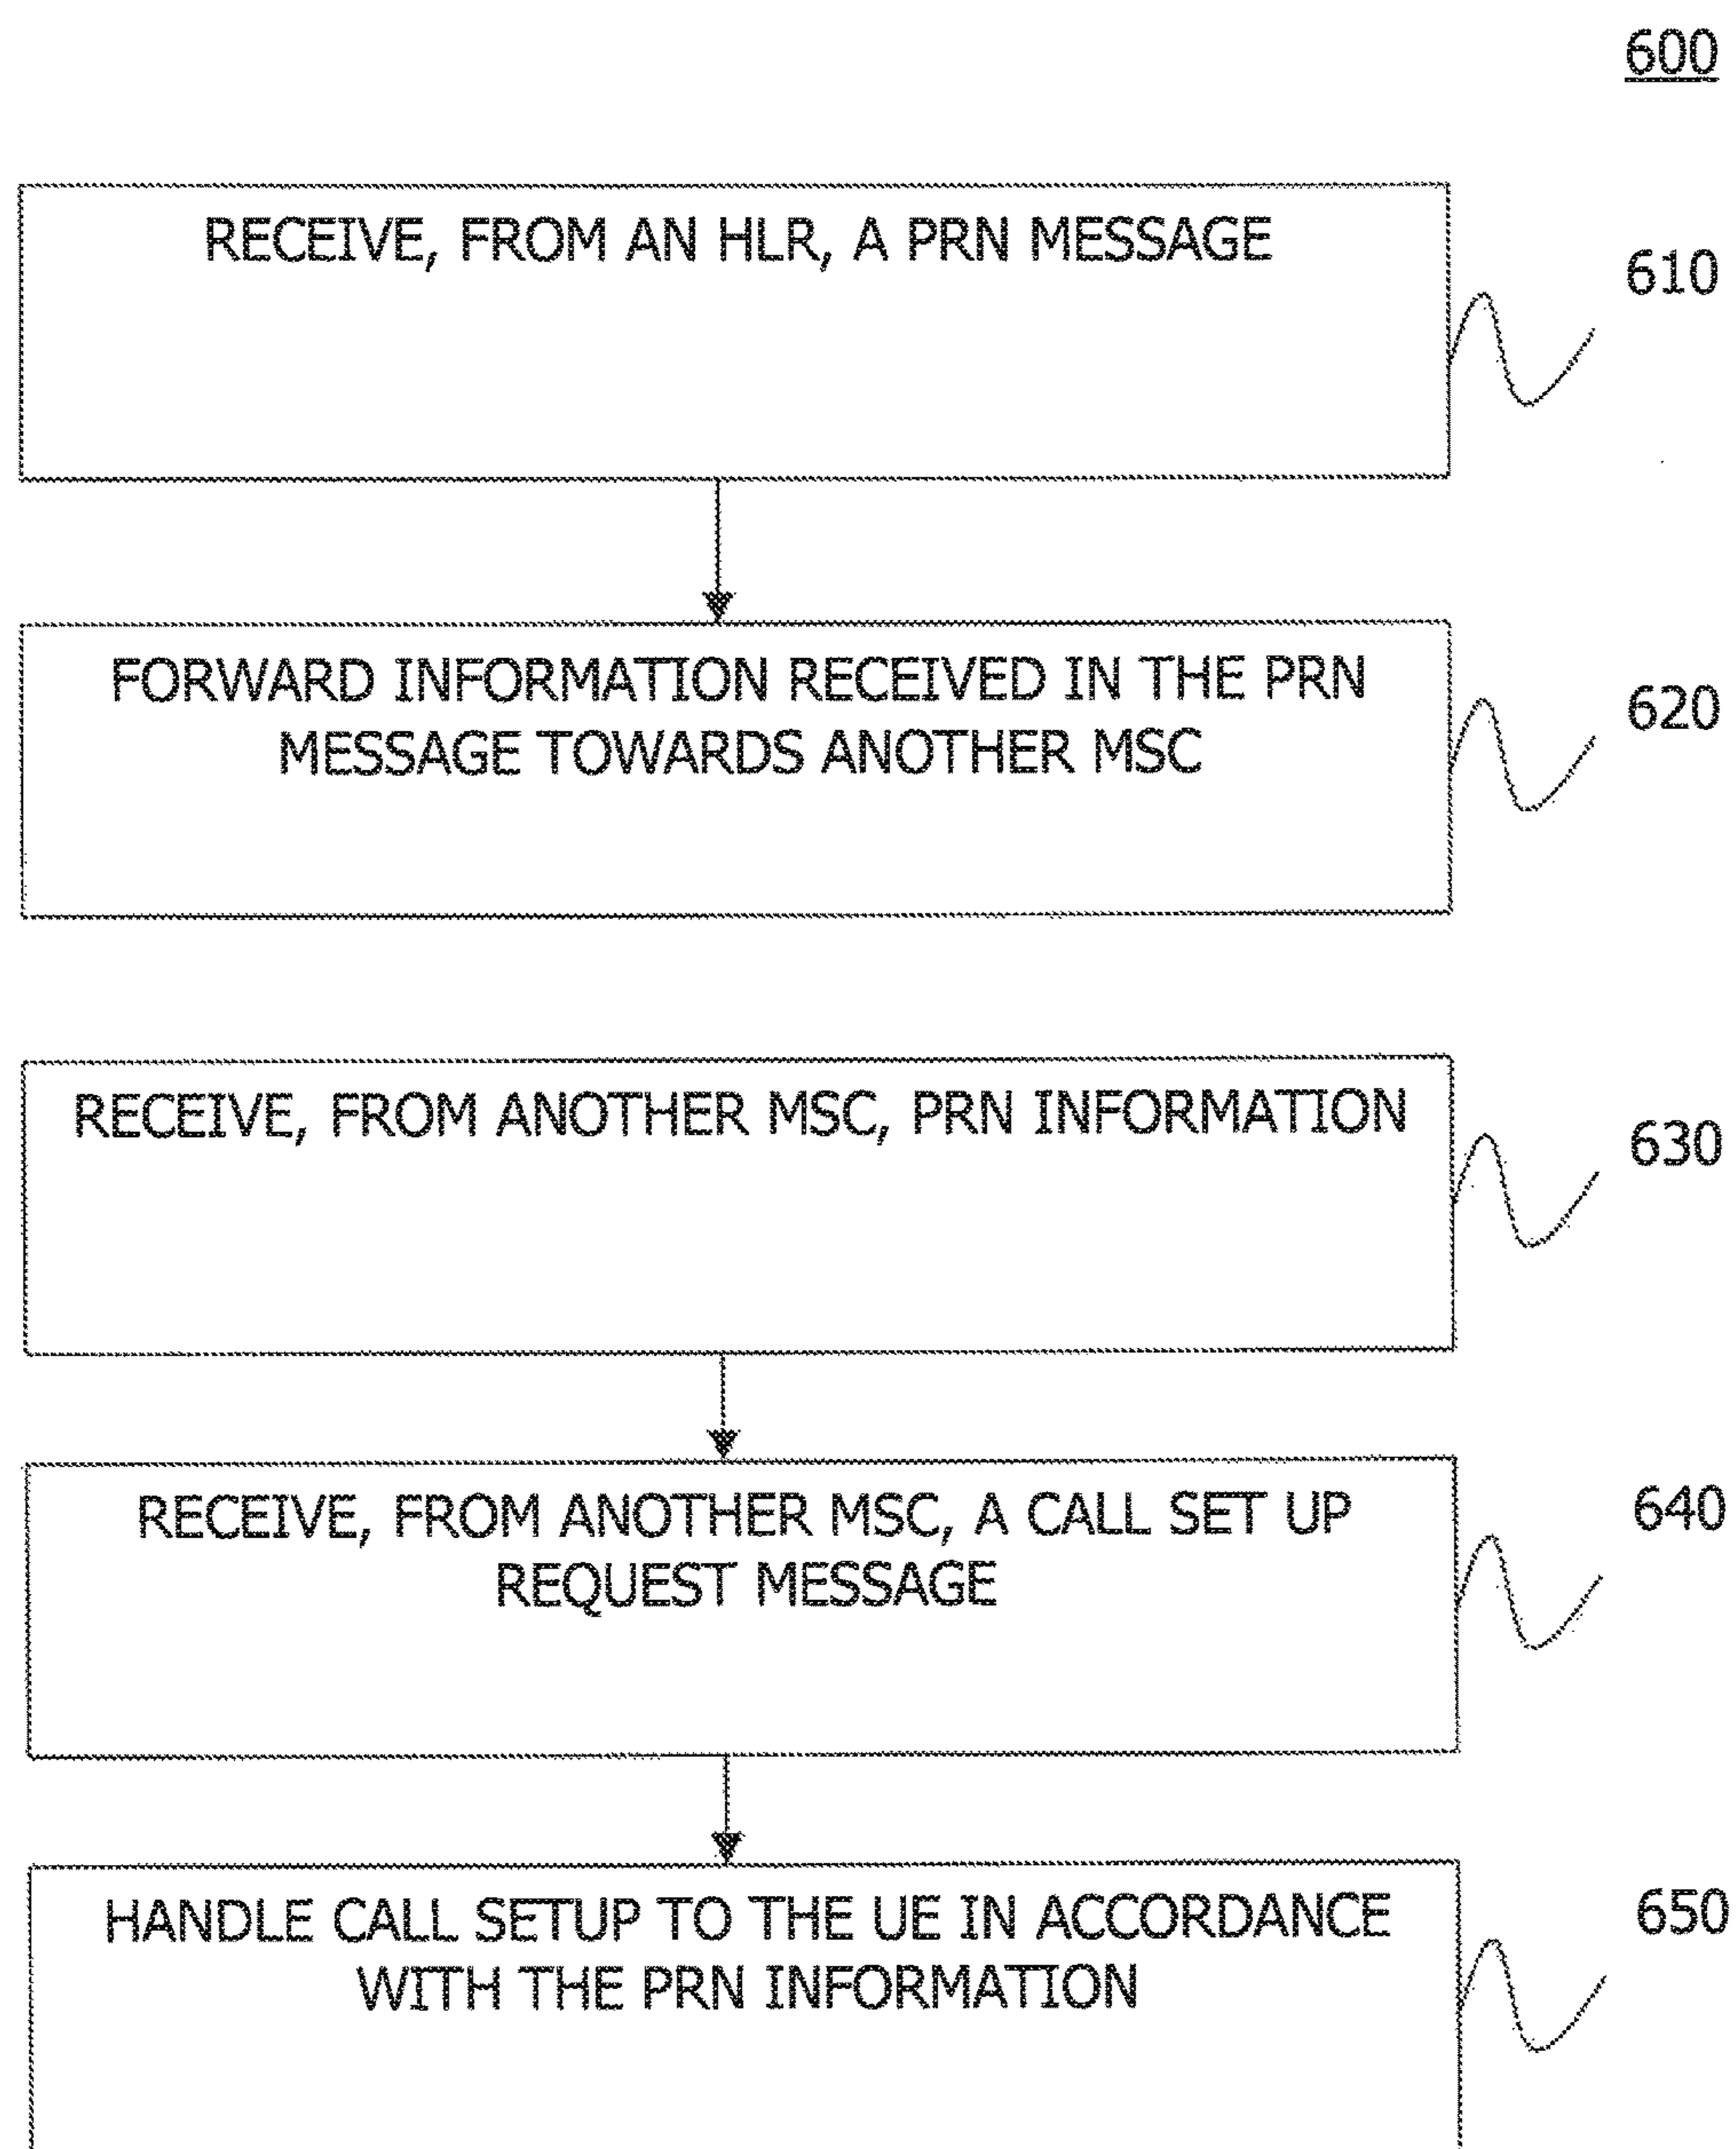 600
RECEIVE, FROM AN HLR, A PRN MESSAGE
610
FORWARD INFORMATION RECEIVED IN THE PRN
MESSAGE TOWARDS ANOTHER MSC
620
RECEIVE, FROM ANOTHER MSC, PRN INFORMATION
630
RECEIVE, FROM ANOTHER MSC, A CALL SET UP
REQUEST MESSAGE
640
HANDLE CALL SETUP TO THE UE IN ACCORDANCE
WITH THE PRN INFORMATION
650